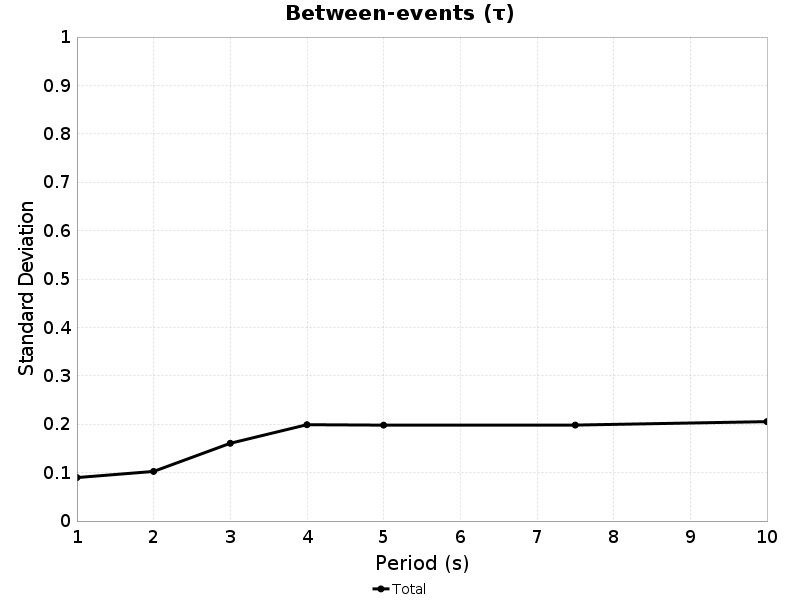 Between-events (τ)
1
0.9
0.8
0.7
0.6
0.5
0.4
0.3
0.2
0.1
0
Standard Deviation
1 2 3 4 5 6 7 8 9 10
Period (s)
Total